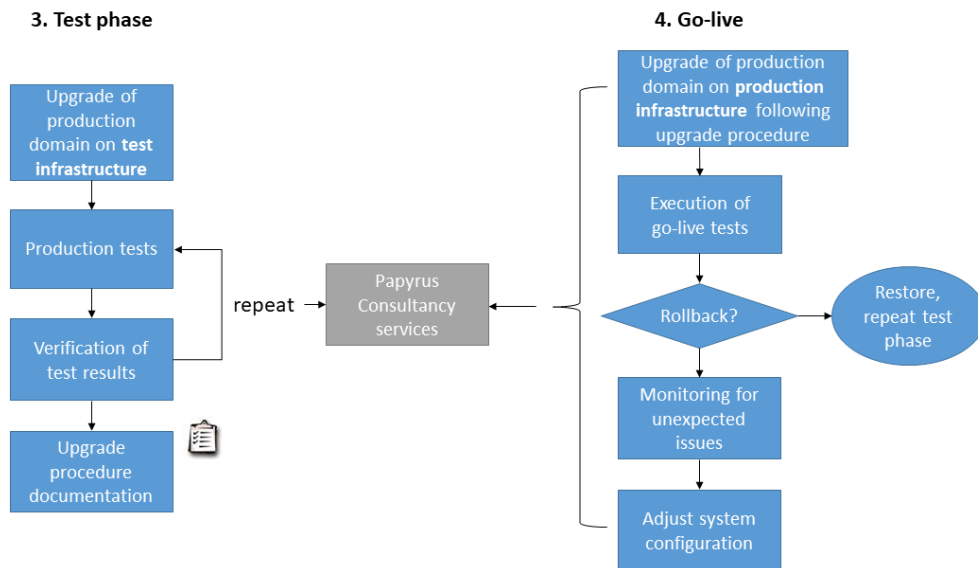 3. Test phase
Upgrade of
production
domain on test
infrastructure
Production tests
Verification of
test results
Upgrade
procedure
documentation
repeat
Papyrus
Consultancy
services
4. Go-live
Upgrade of production
domain on production
infrastructure following
upgrade procedure
Execution of
go-live tests
Rollback?
Restore,
repeat test
phase
Monitoring for
unexpected
issues
Adjust system
configuration